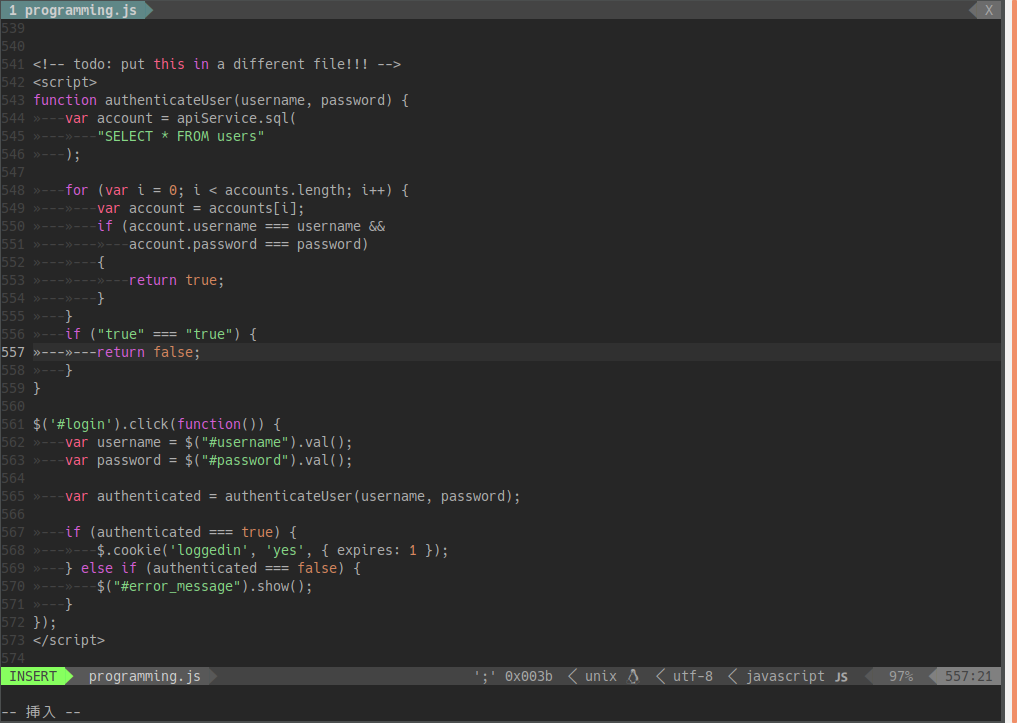 1 programming.js X
539
540
541 <!-- todo: put this in a different file!!! -->
542 <script>
543 function authenticateUser(username, password) {
544 »---var account = apiService.sql(
545 »---»---"SELECT * FROM users"
546 »---);
547
548 »---for (var i = 0; i < accounts.length; i++) {
549 »---»---var account = accounts[i];
550 »---»---if (account.username === username &&
551 »---»---»---account.password === password)
552 »---»---{
553 »---»---»---return true;
554 »---»---}
555 »---}
556 »---if ("true" === "true") {
557 »---»---return false;
558 »---}
559 }
560
561 $('#login').click(function()) {
562 »---var username = $("#username").val();
563 »---var password = $("#password").val();
564
565 »---var authenticated = authenticateUser(username, password);
566
567 »---if (authenticated === true) {
568 »---»---$.cookie('loggedin', 'yes', { expires: 1 });
569 »---} else if (authenticated === false) {
570 »---»---$("#error_message").show();
571 »---}
572 });
573 </script>
574
INSERT programming.js ';' 0x003b < unix < utf-8 < javascript JS 97% 557:21
-- 挿入 --